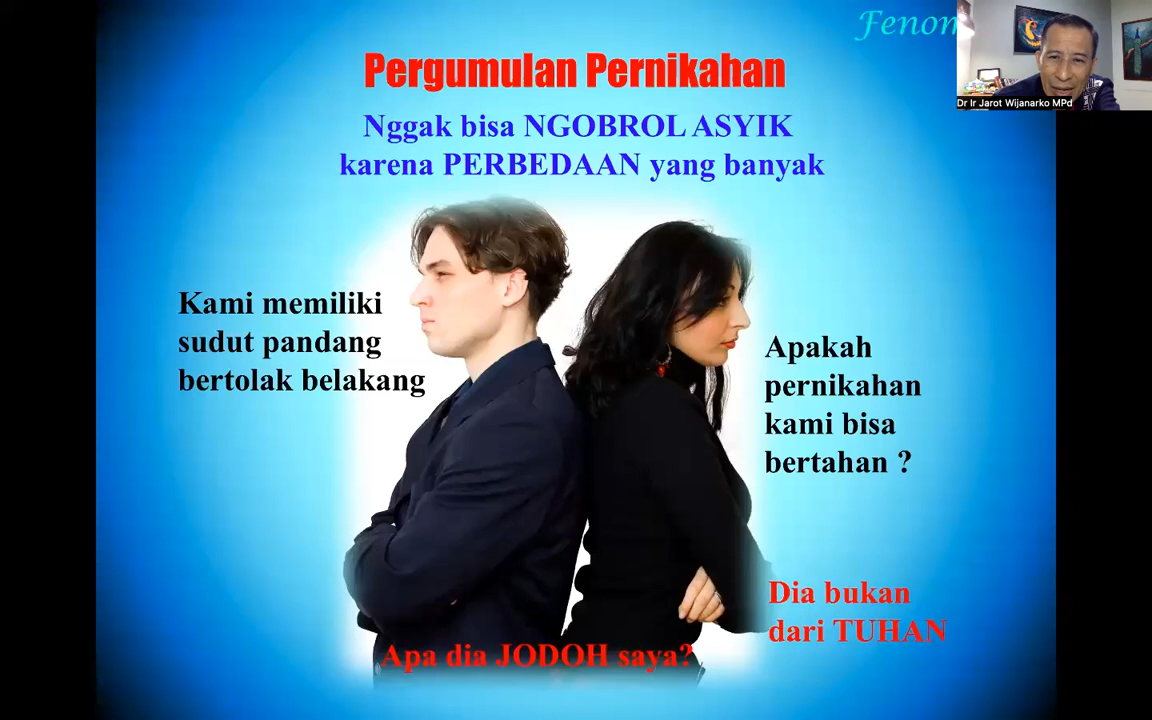 Fenom
Dr Ir Jarot Wijanarko MPd
Pergumulan Pernikahan
Nggak bisa NGOBROL ASYIK
karena PERBEDAAN yang banyak
Kami memiliki
sudut pandang
bertolak belakang
Apakah
pernikahan
kami bisa
bertahan ?
Dia bukan
dari TUHAN
Apa dia JODOH saya?